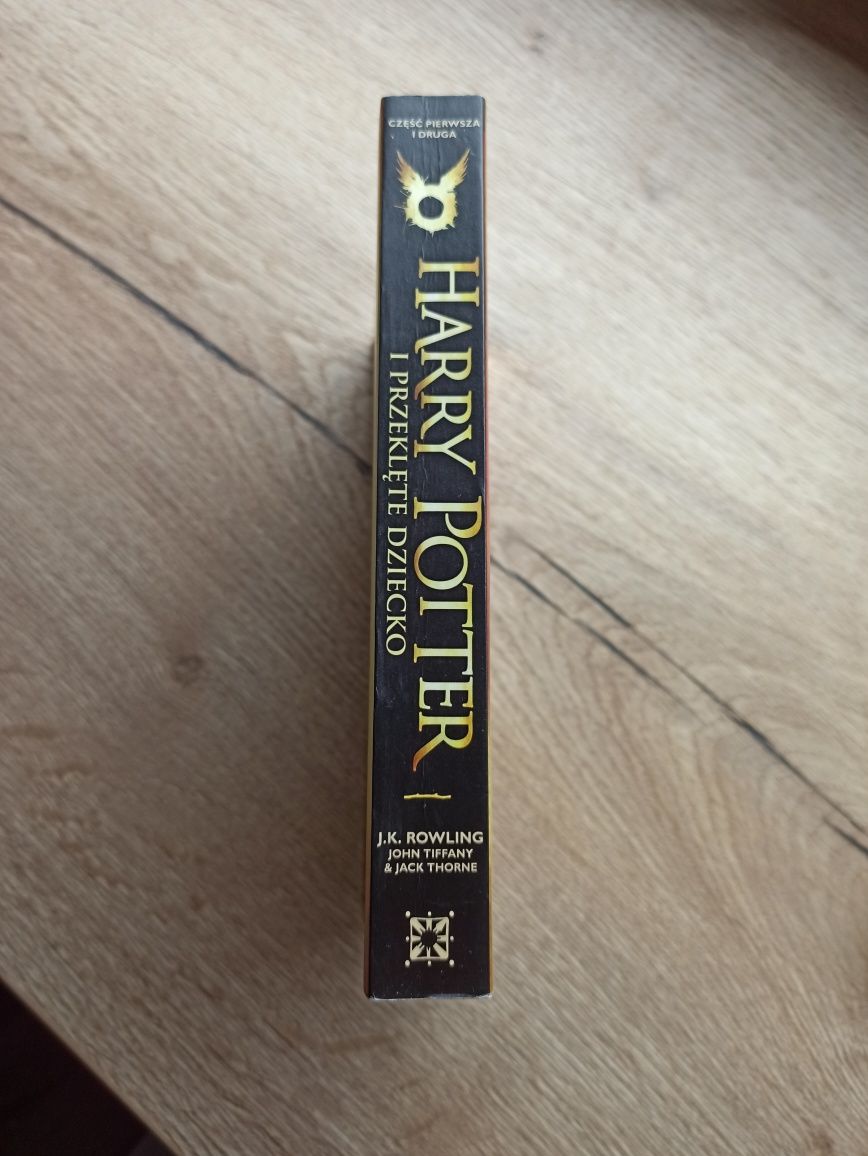 CZĘŚĆ PIERWSZA
I DRUGA
HARRY POTTER
I PRZEKLĘTE DZIECKO
J.K. ROWLING
JOHN TIFFANY
& JACK THORNE